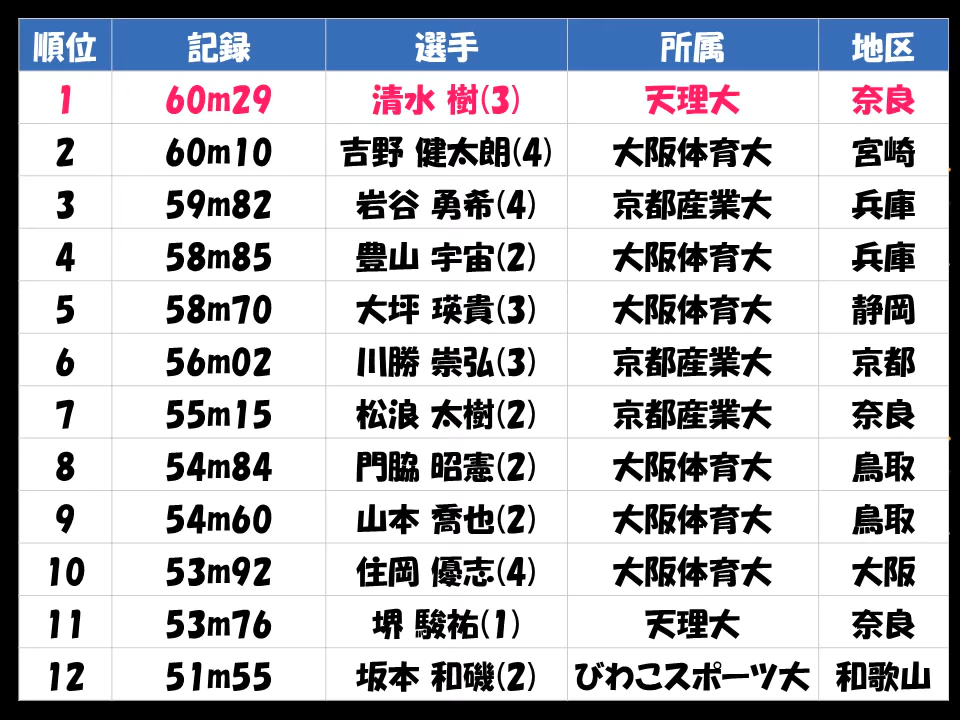 順位 記録 選手 所属 地区
1 60m29 清水 樹(3) 天理大 奈良
2 60m10 吉野 健太朗(4) 大阪体育大 宮崎
3 59m82 岩谷 勇希(4) 京都産業大 兵庫
4 58m85 豊山 宇宙(2) 大阪体育大 兵庫
5 58m70 大坪 瑛貴(3) 大阪体育大 静岡
6 56m02 川勝 崇弘(3) 京都産業大 京都
7 55m15 松浪 太樹(2) 京都産業大 奈良
8 54m84 門脇 昭憲(2) 大阪体育大 鳥取
9 54m60 山本 喬也(2) 大阪体育大 鳥取
10 53m92 住岡 優志(4) 大阪体育大 大阪
11 53m76 堺 駿祐(1) 天理大 奈良
12 51m55 坂本 和磯(2) びわこスポーツ大 和歌山